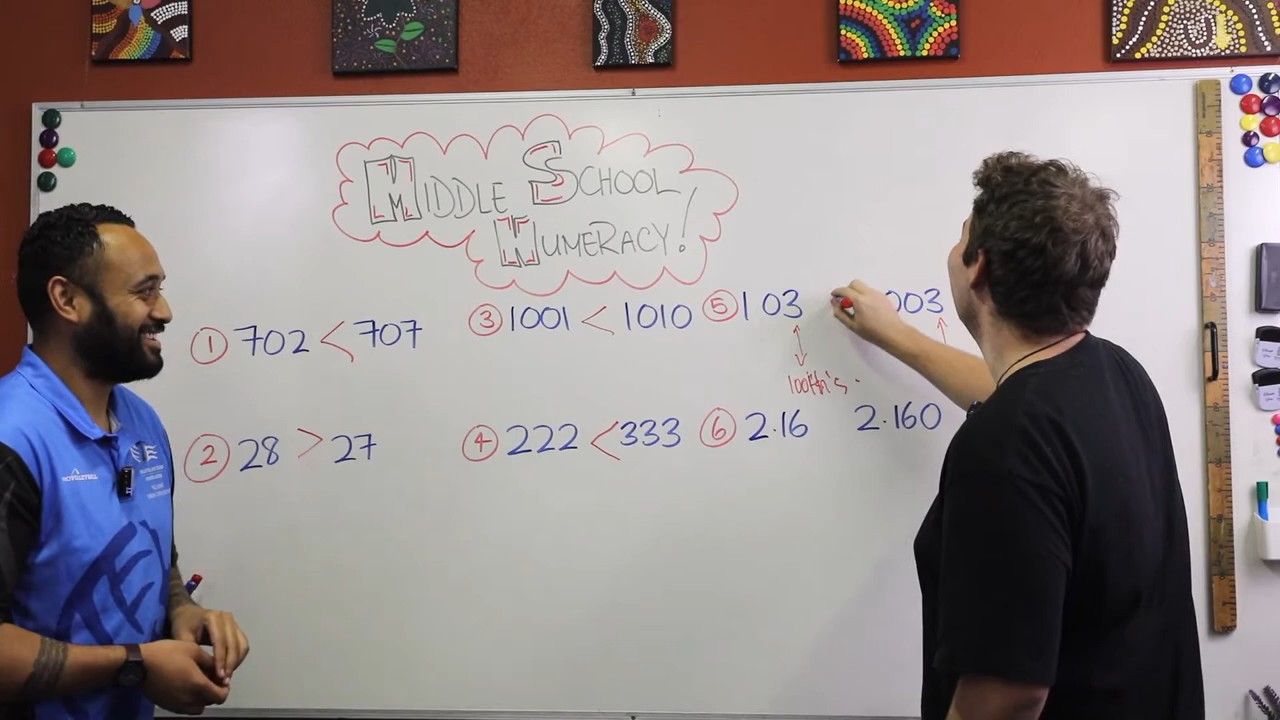 MIDDLE SCHOOL
NUMERACY!
① 702 < 707
② 28 > 27
③ 1001 < 1010
④ 222 < 333
⑤ 1 03 003
100th's
⑥ 2.16 2.160